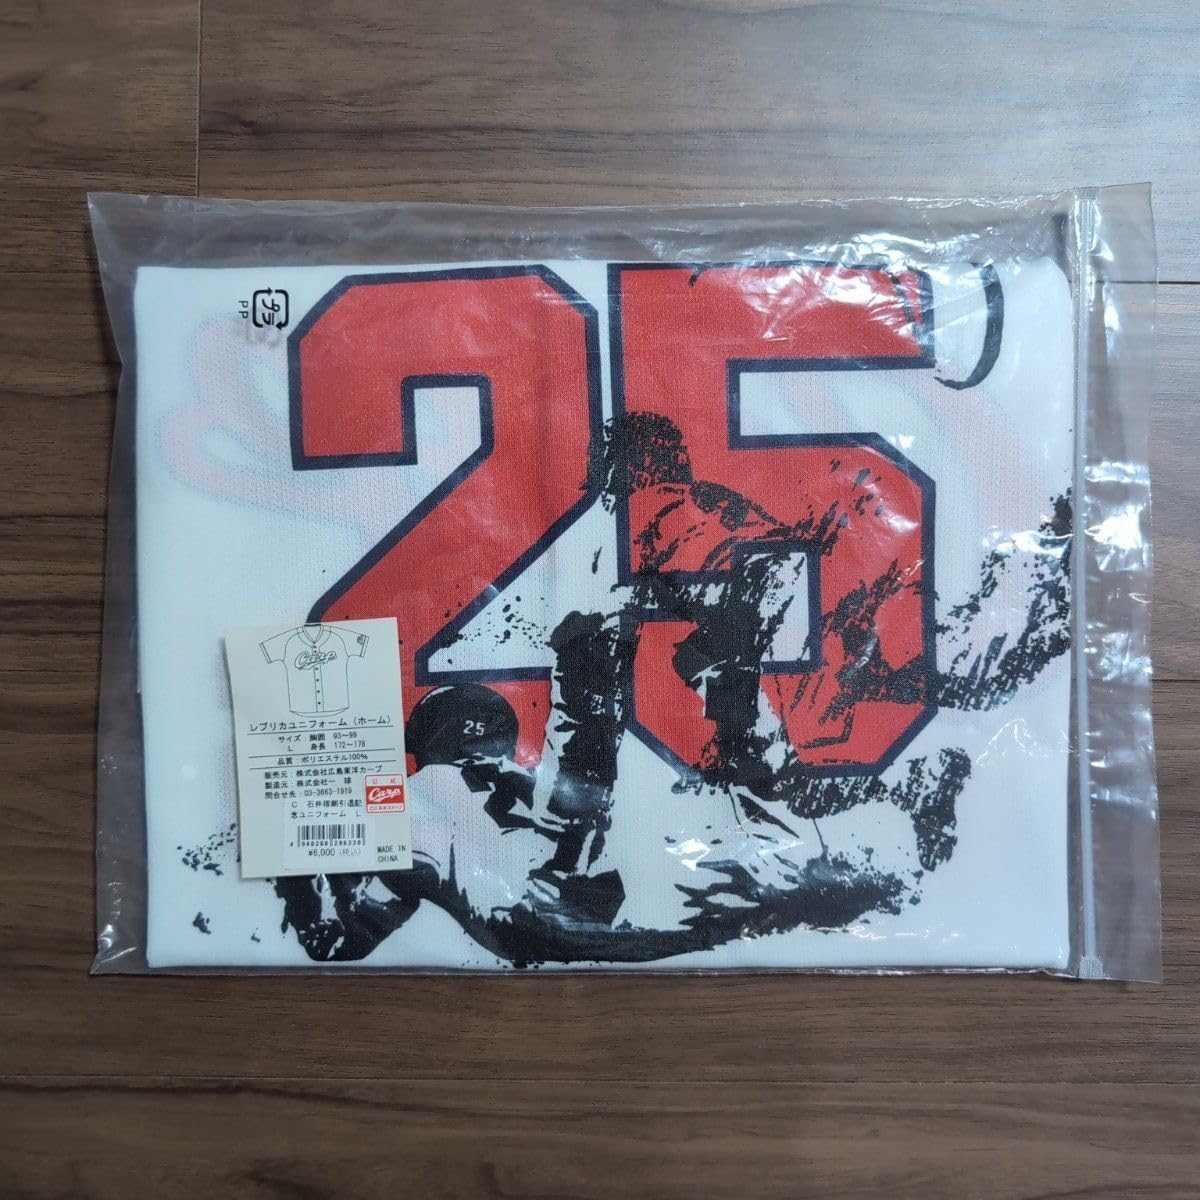 プラ
PP
25
25
Carp
レプリカユニフォーム（ホーム）
サイズ 胸囲 93～99
L 身長 172～178
品質：ポリエステル100%
販売元：株式会社広島東洋カープ
製造元：株式会社一 球
問合せ先：03-3663-1919
Carp
C 石井琢朗引退記
念ユニフォーム L
¥6,000(税込)
MADE IN
CHINA